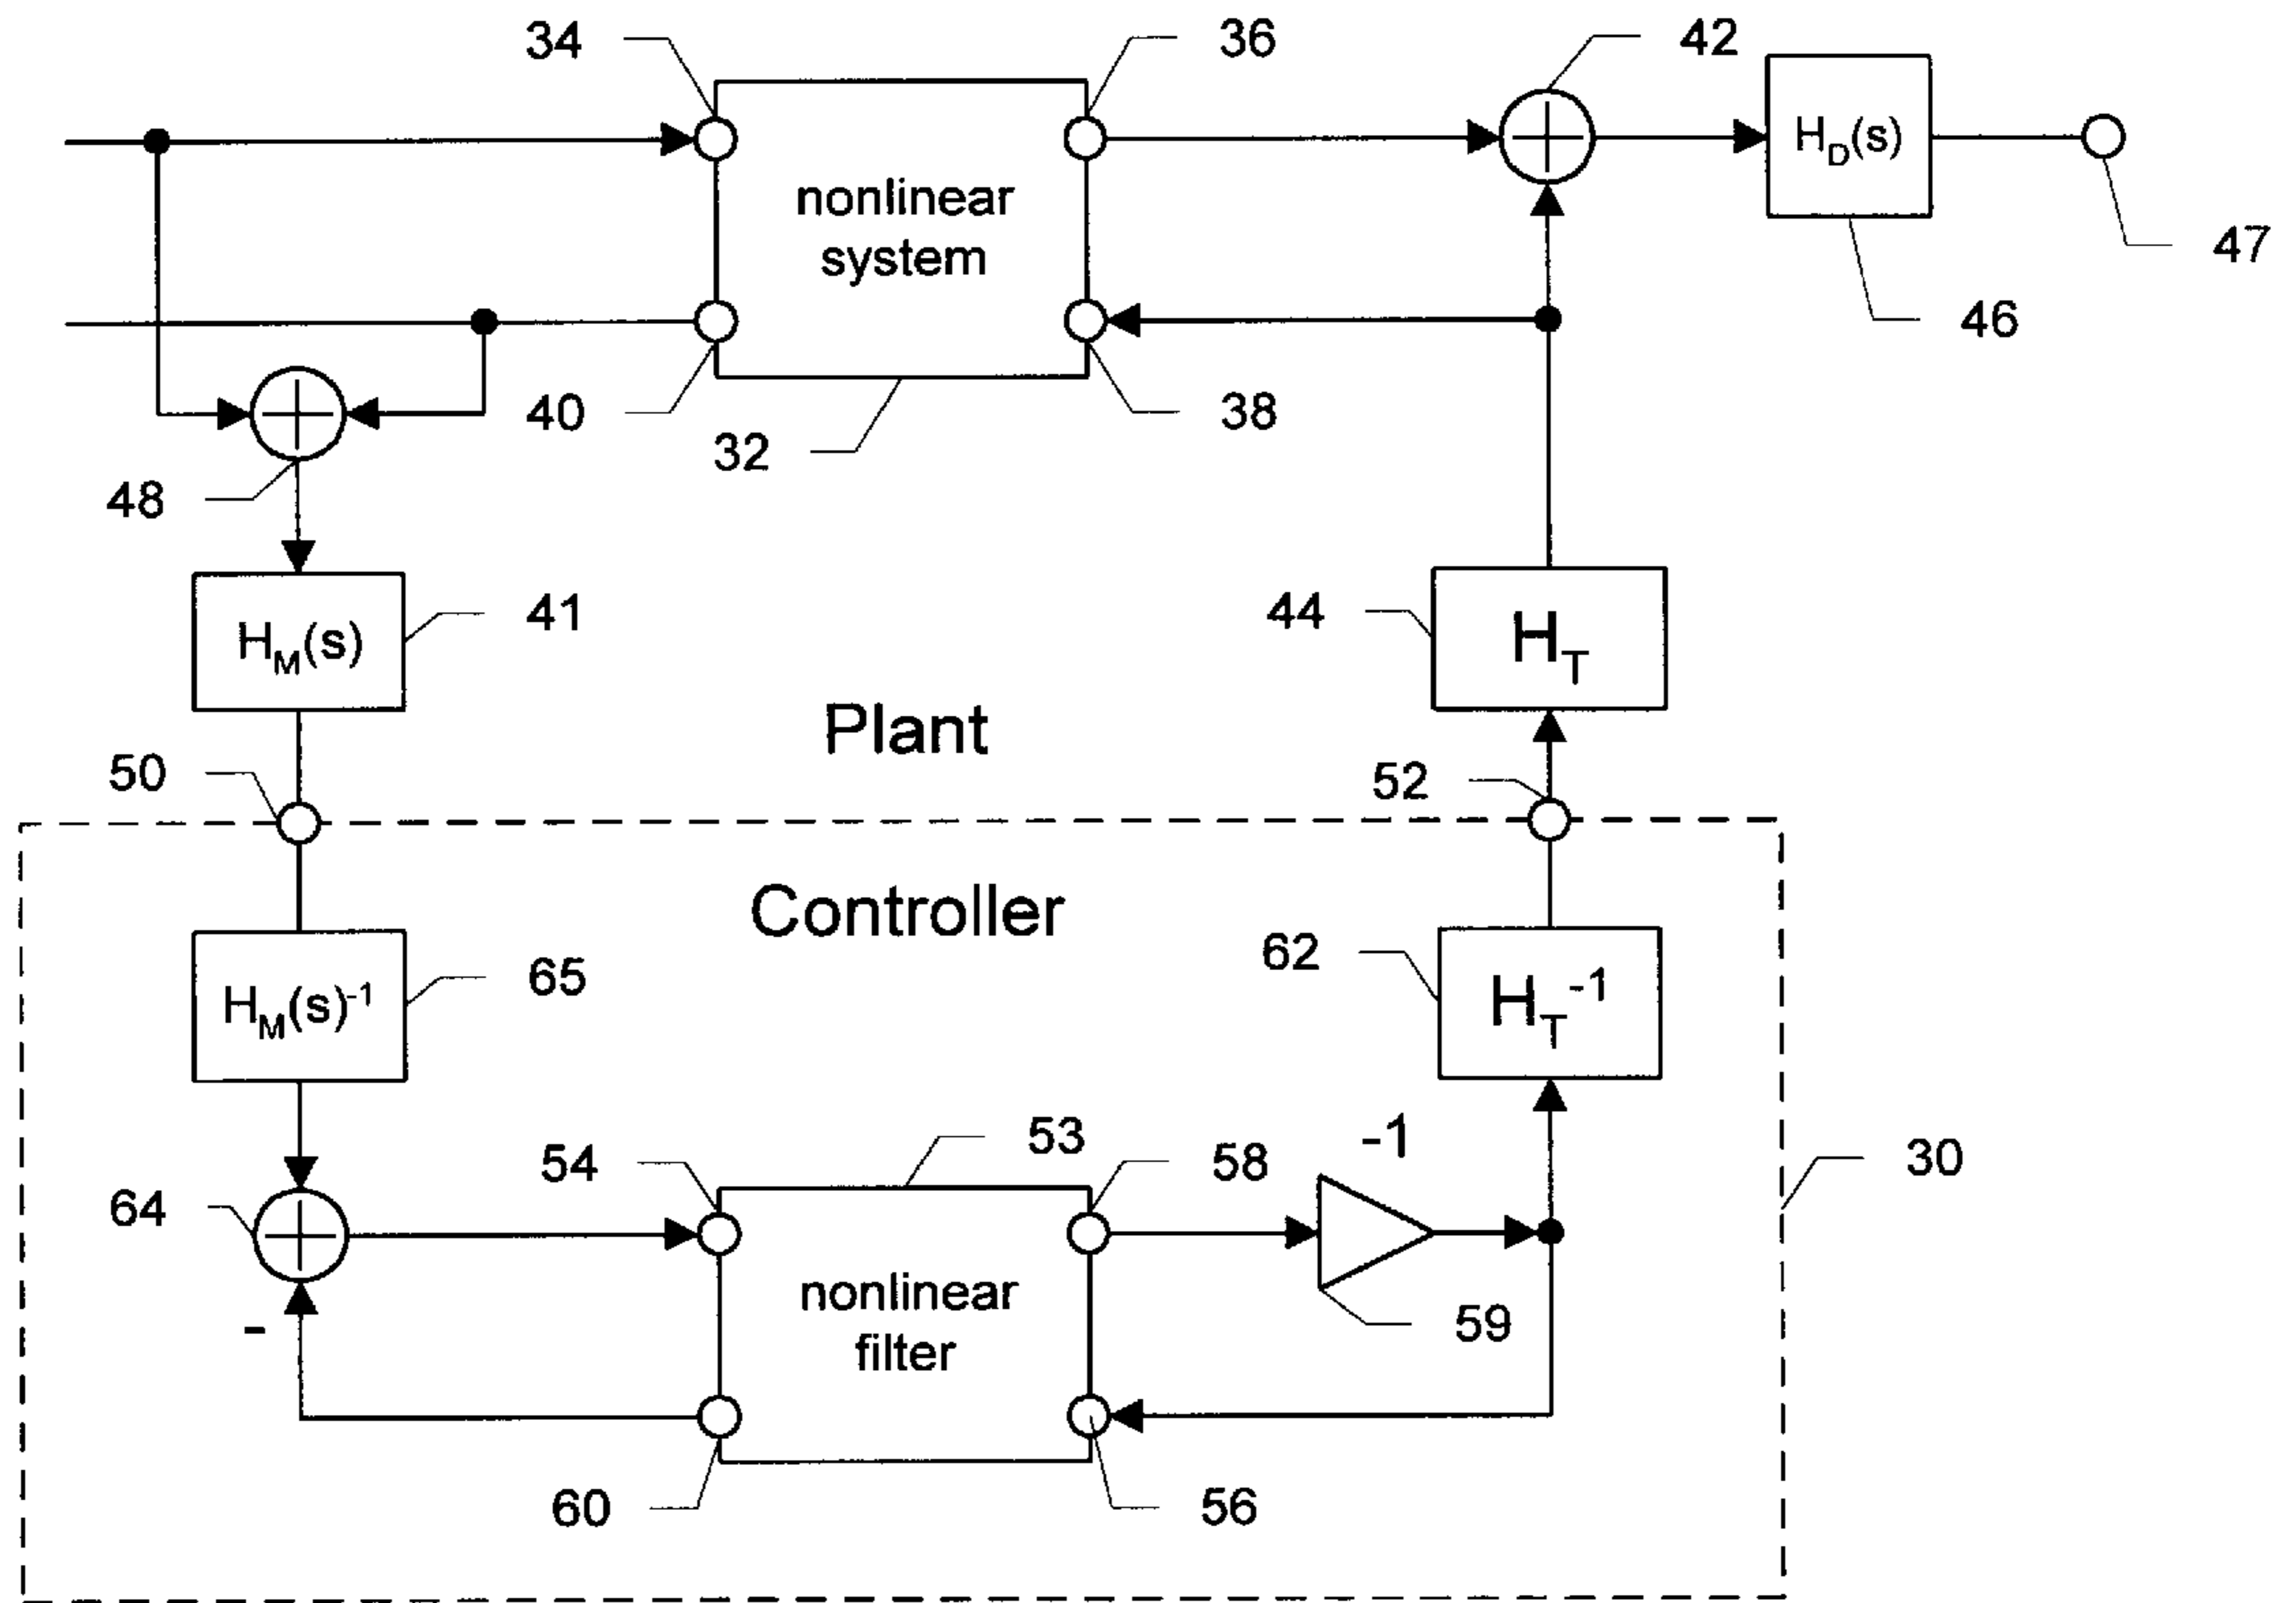 34
36
42
nonlinear
system
H_D(s)
47
46
40
38
32
48
H_M(s)
41
44
H_T
Plant
50
52
Controller
H_M(s)^-1
65
62
H_T^-1
53
-1
54
58
30
64
nonlinear
filter
59
-
60
56